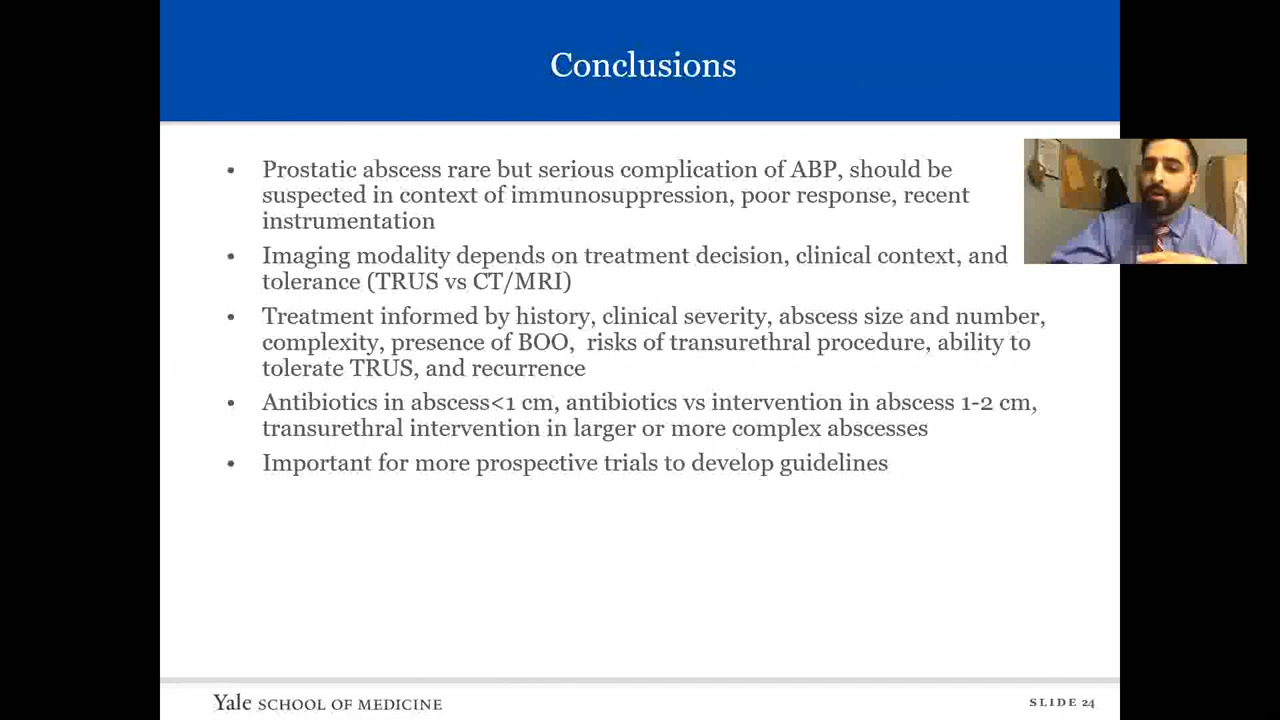 Conclusions
• Prostatic abscess rare but serious complication of ABP, should be
suspected in context of immunosuppression, poor response, recent
instrumentation
• Imaging modality depends on treatment decision, clinical context, and
tolerance (TRUS vs CT/MRI)
• Treatment informed by history, clinical severity, abscess size and number,
complexity, presence of BOO,  risks of transurethral procedure, ability to
tolerate TRUS, and recurrence
• Antibiotics in abscess<1 cm, antibiotics vs intervention in abscess 1-2 cm,
transurethral intervention in larger or more complex abscesses
• Important for more prospective trials to develop guidelines
Yale SCHOOL OF MEDICINE
SLIDE 24